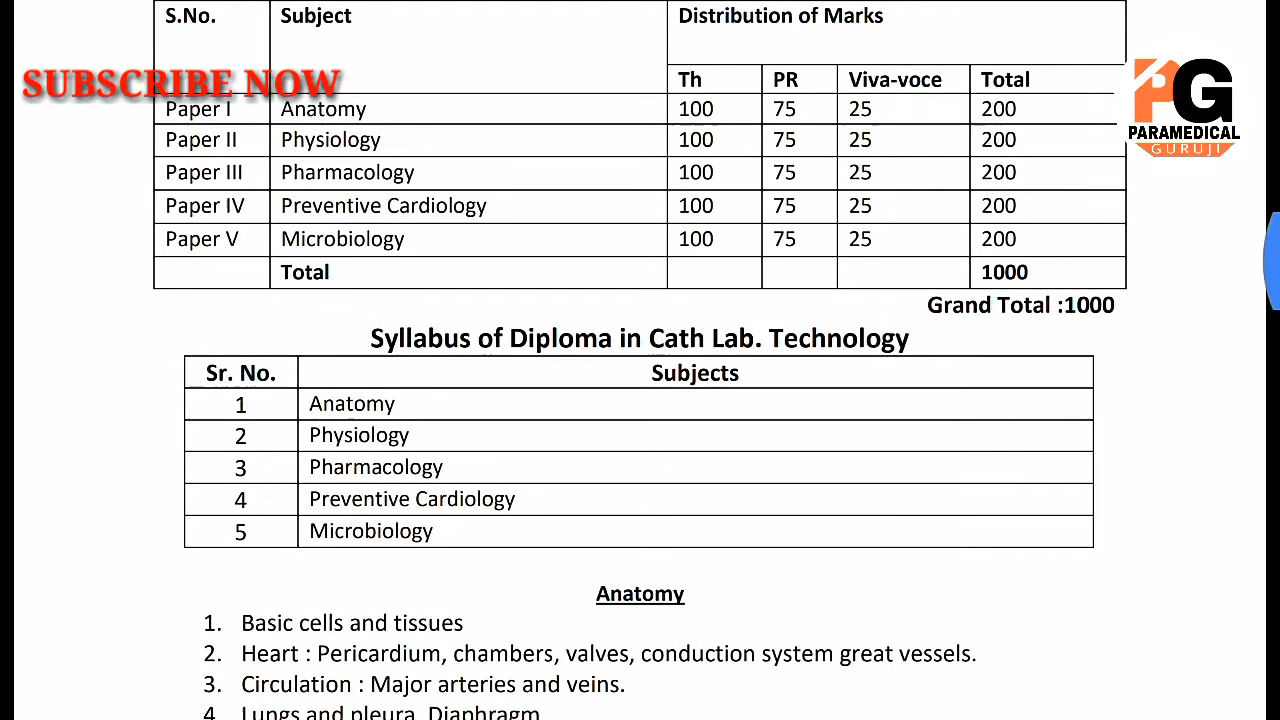 S.No. Subject Distribution of Marks
SUBSCRIBE NOW
Th PR Viva-voce Total
Paper I Anatomy 100 75 25 200
Paper II Physiology 100 75 25 200
Paper III Pharmacology 100 75 25 200
Paper IV Preventive Cardiology 100 75 25 200
Paper V Microbiology 100 75 25 200
Total 1000
PG
PARAMEDICAL
GURUJI
Grand Total :1000
Syllabus of Diploma in Cath Lab. Technology
Sr. No. Subjects
1 Anatomy
2 Physiology
3 Pharmacology
4 Preventive Cardiology
5 Microbiology
Anatomy
1. Basic cells and tissues
2. Heart : Pericardium, chambers, valves, conduction system great vessels.
3. Circulation : Major arteries and veins.
4. Lungs and pleura, Diaphragm